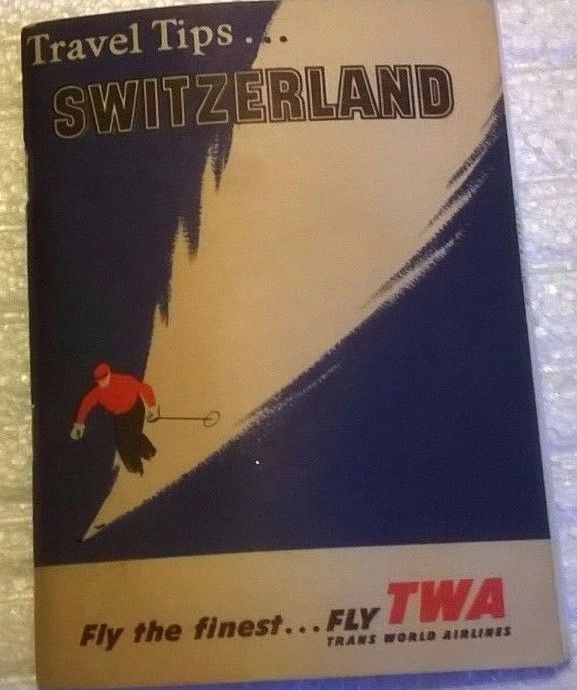 Travel Tips...
SWITZERLAND
Fly the finest...FLY TWA
TRANS WORLD AIRLINES